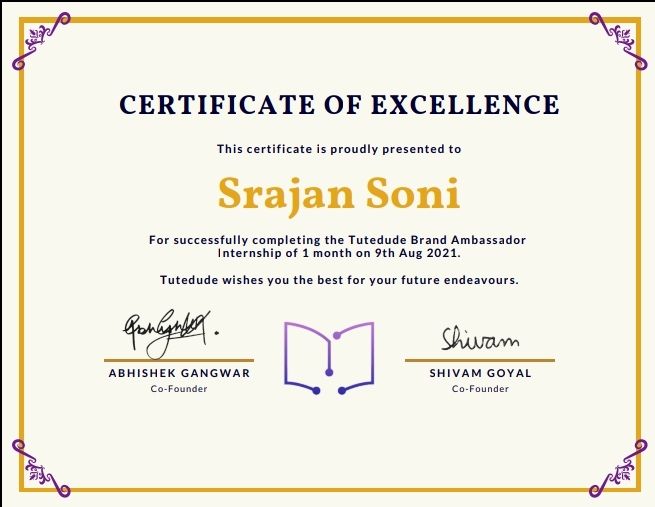 CERTIFICATE OF EXCELLENCE
This certificate is proudly presented to
Srajan Soni
For successfully completing the Tutedude Brand Ambassador
Internship of 1 month on 9th Aug 2021.
Tutedude wishes you the best for your future endeavours.
Shivam
ABHISHEK GANGWAR
SHIVAM GOYAL
Co-Founder
Co-Founder